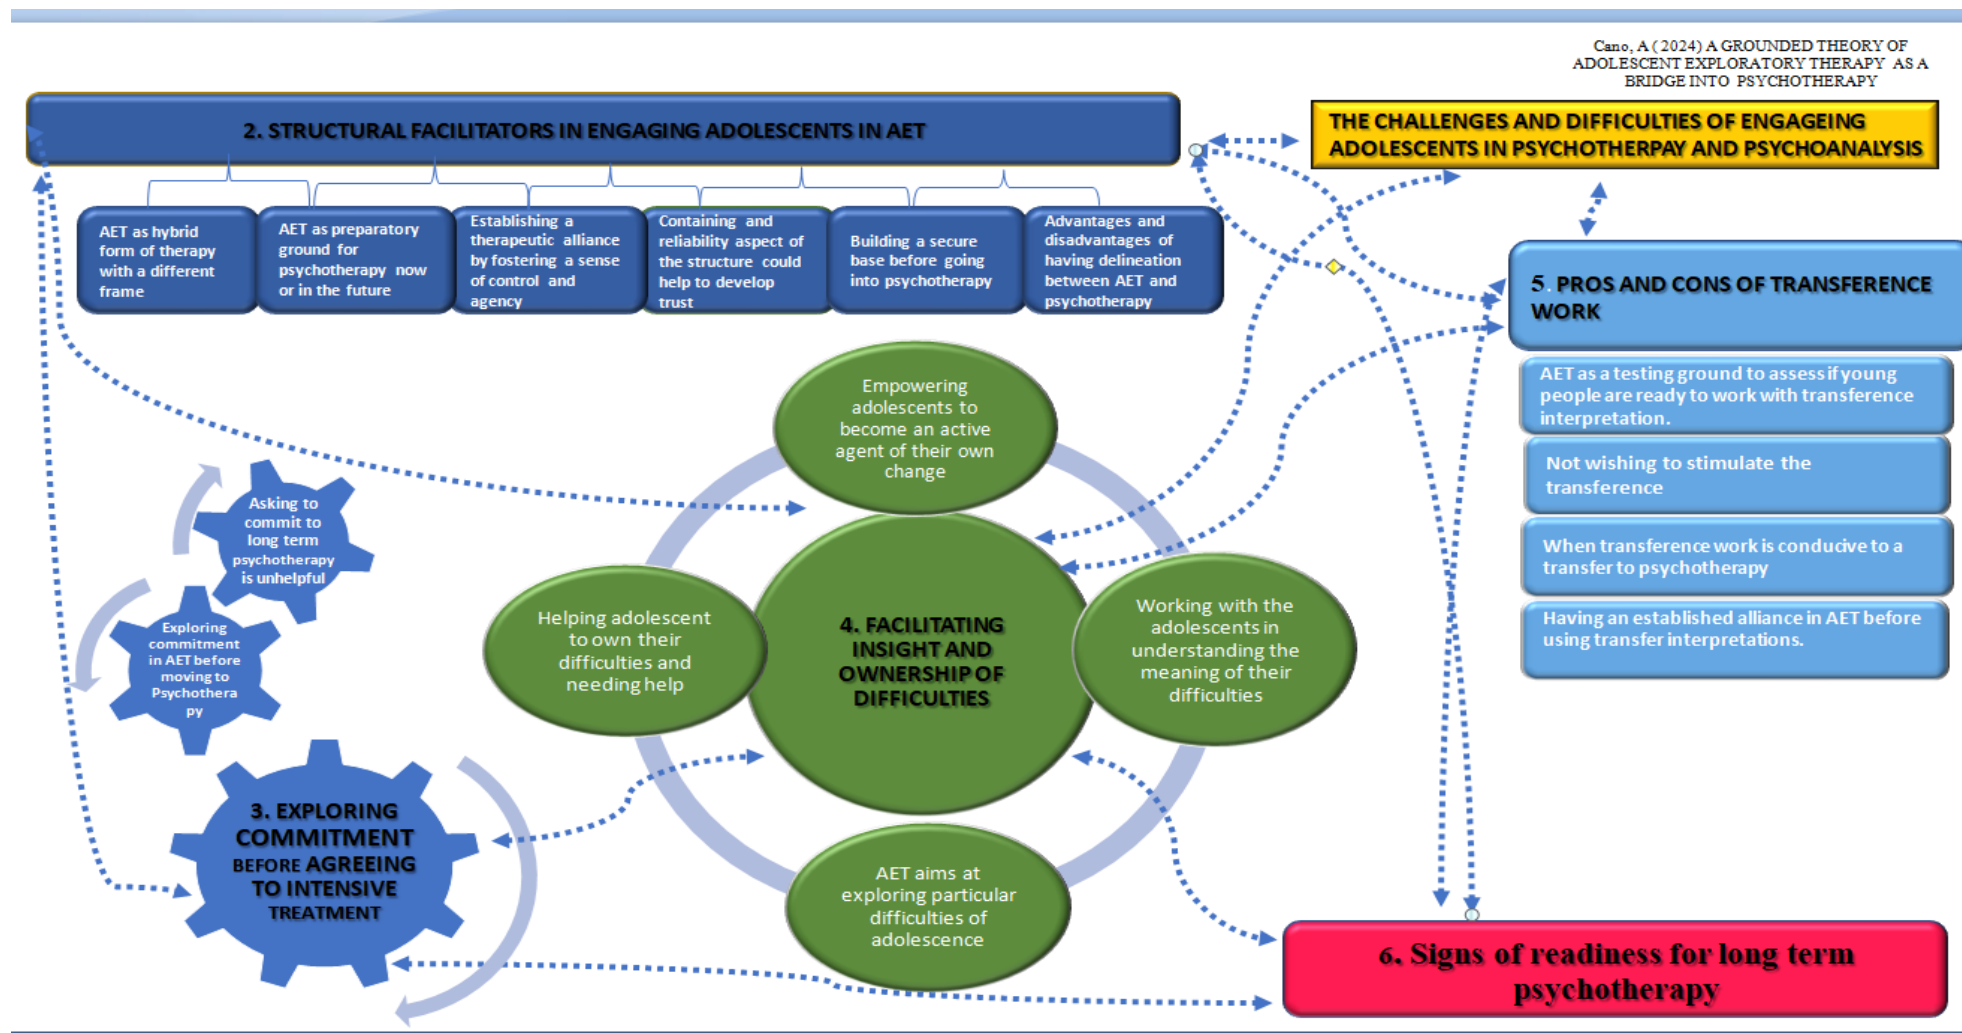 Cano, A ( 2024) A GROUNDED THEORY OF
ADOLESCENT EXPLORATORY THERAPY AS A
BRIDGE INTO PSYCHOTHERAPY
2. STRUCTURAL FACILITATORS IN ENGAGING ADOLESCENTS IN AET
THE CHALLENGES AND DIFFICULTIES OF ENGAGEING
ADOLESCENTS IN PSYCHOTHERPAY AND PSYCHOANALYSIS
AET as hybrid
form of therapy
with a different
frame
AET as preparatory
ground for
psychotherapy now
or in the future
Establishing a
therapeutic alliance
by fostering a sense
of control and
agency
Containing and
reliability aspect of
the structure could
help to develop
trust
Building a secure
base before going
into psychotherapy
Advantages and
disadvantages of
having delineation
between AET and
psychotherapy
5. PROS AND CONS OF TRANSFERENCE
WORK
AET as a testing ground to assess if young
people are ready to work with transference
interpretation.
Not wishing to stimulate the
transference
When transference work is conducive to a
transfer to psychotherapy
Having an established alliance in AET before
using transfer interpretations.
Empowering
adolescents to
become an active
agent of their own
change
Helping adolescent
to own their
difficulties and
needing help
4. FACILITATING
INSIGHT AND
OWNERSHIP OF
DIFFICULTIES
Working with the
adolescents in
understanding the
meaning of their
difficulties
AET aims at
exploring particular
difficulties of
adolescence
Asking to
commit to
long term
psychotherapy
is unhelpful
Exploring
commitment
in AET before
moving to
Psychothera
py
3. EXPLORING
COMMITMENT
BEFORE AGREEING
TO INTENSIVE
TREATMENT
6. Signs of readiness for long term
psychotherapy